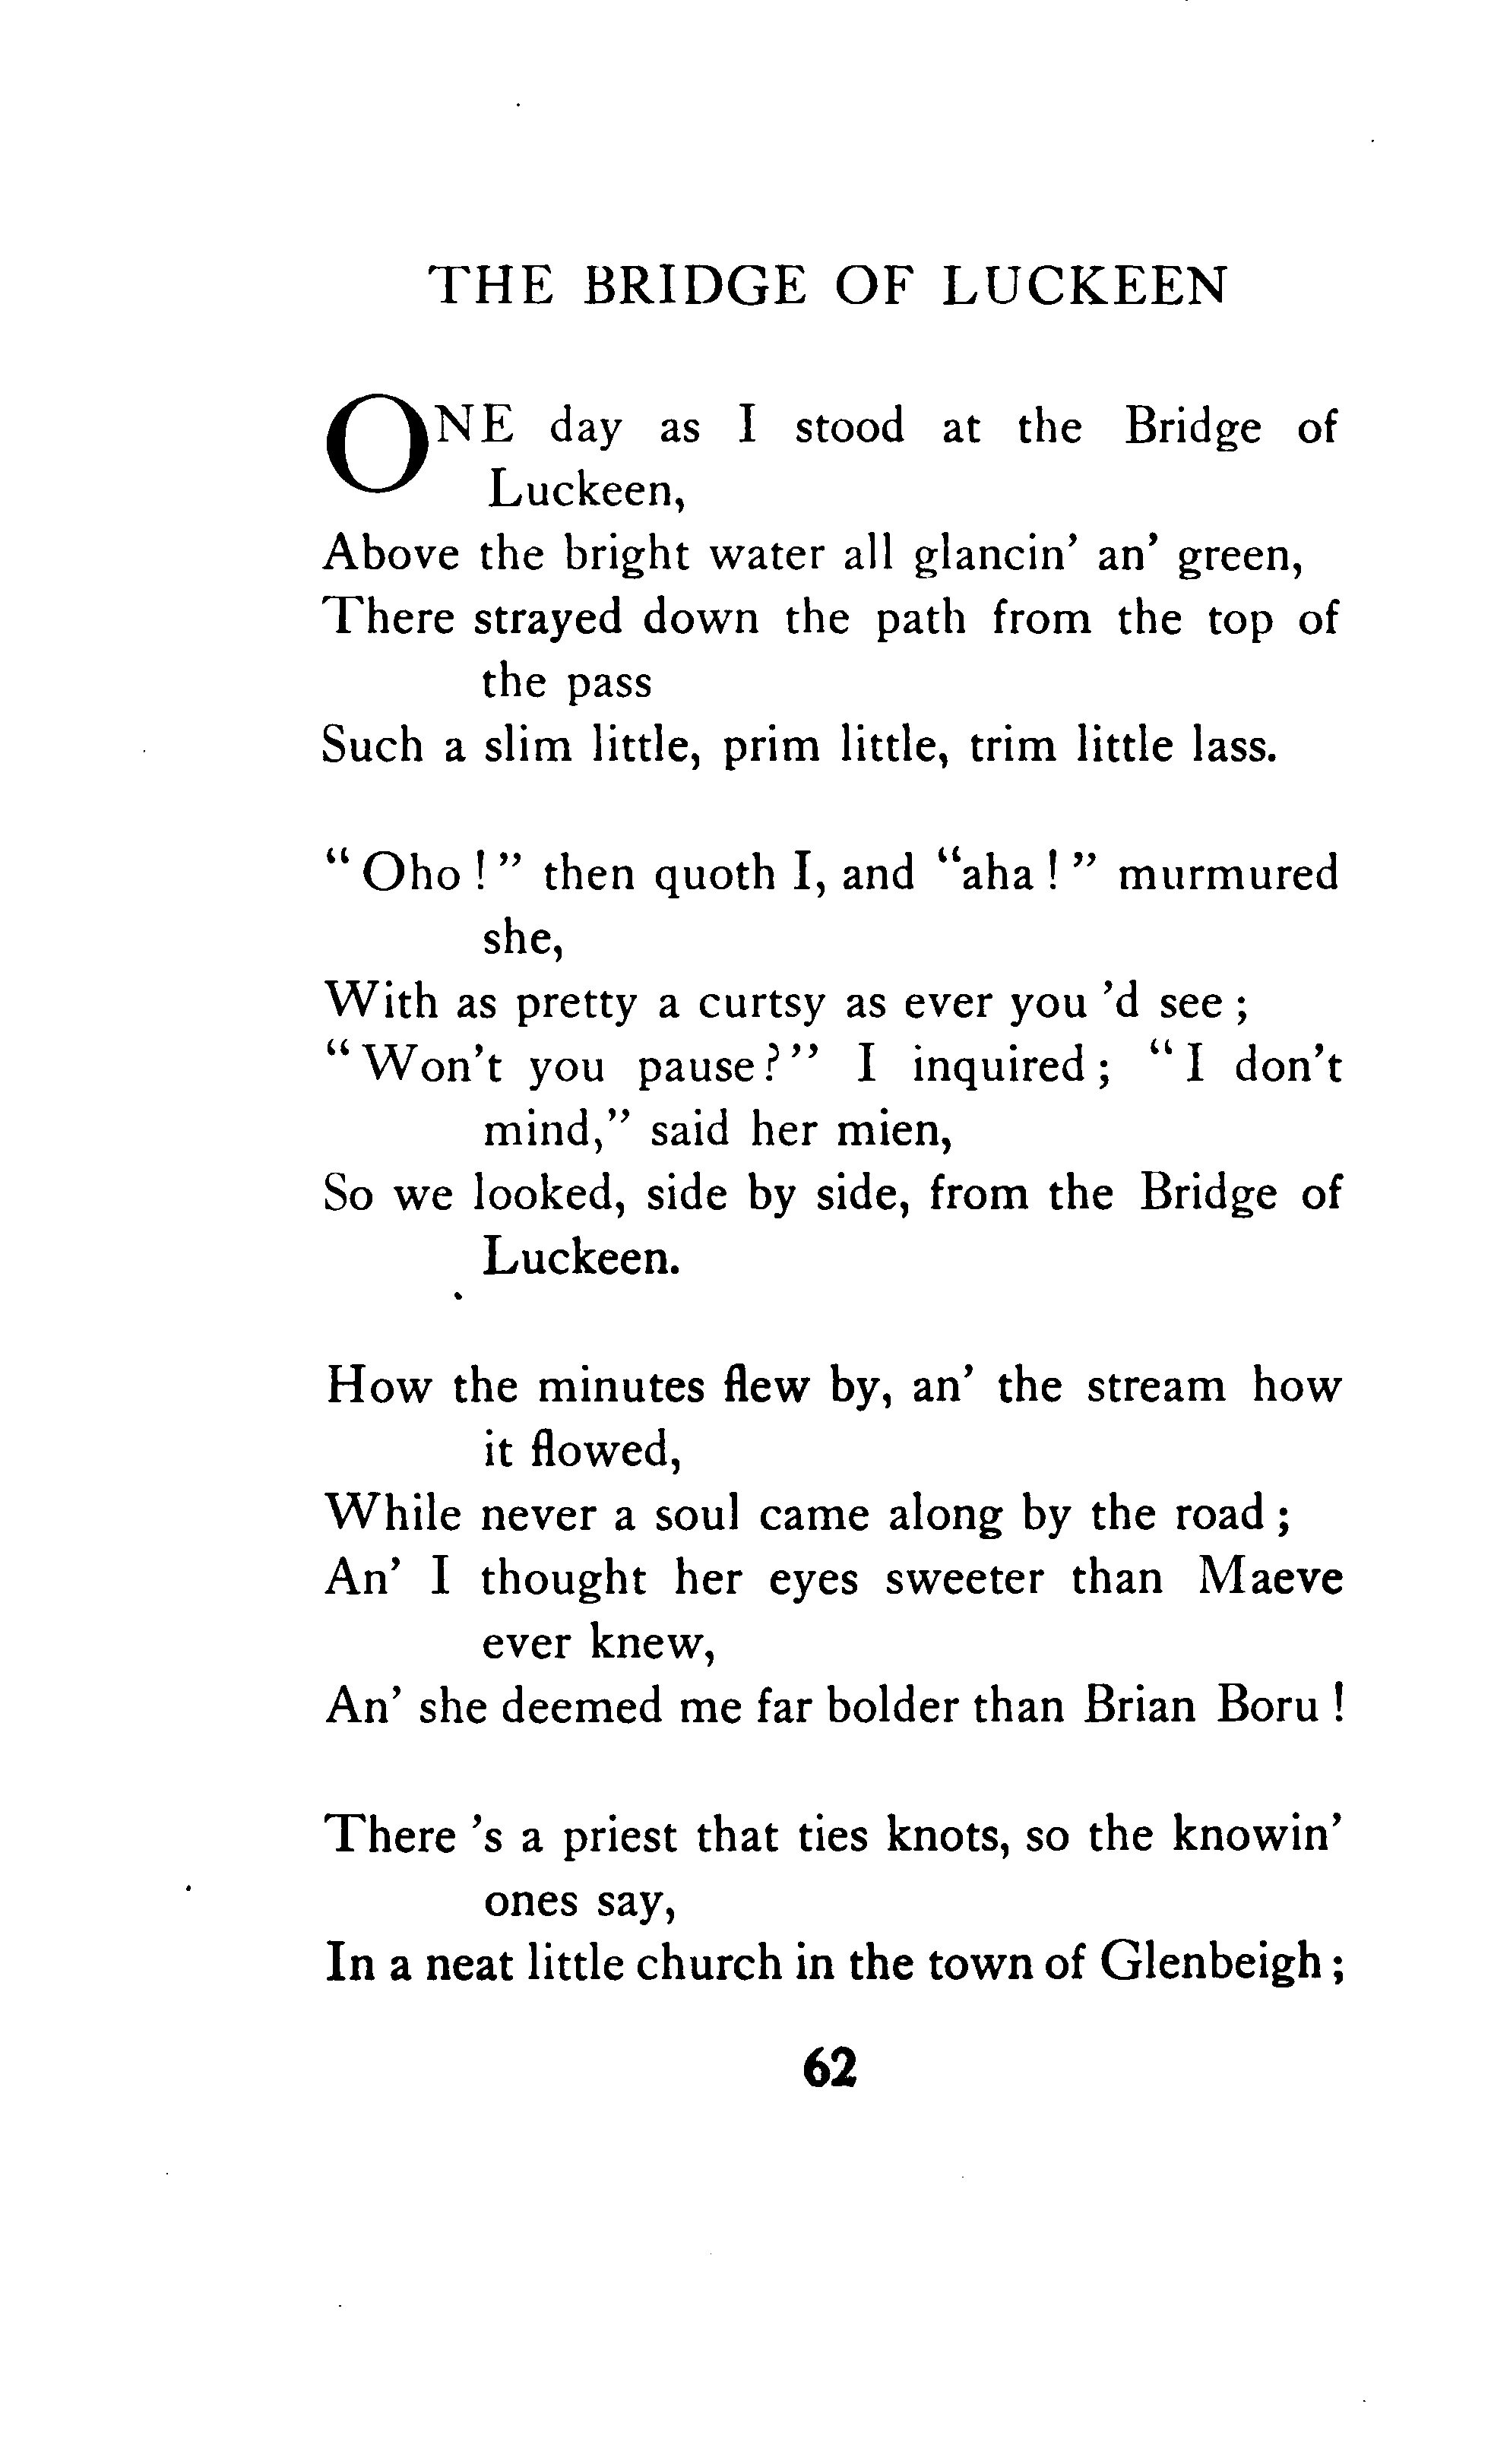 THE BRIDGE OF LUCKEEN
ONE day as I stood at the Bridge of
Luckeen,
Above the bright water all glancin' an' green,
There strayed down the path from the top of
the pass
Such a slim little, prim little, trim little lass.
"Oho!" then quoth I, and "aha!" murmured
she,
With as pretty a curtsy as ever you 'd see;
"Won't you pause?" I inquired; "I don't
mind," said her mien,
So we looked, side by side, from the Bridge of
Luckeen.
How the minutes flew by, an' the stream how
it flowed,
While never a soul came along by the road;
An' I thought her eyes sweeter than Maeve
ever knew,
An' she deemed me far bolder than Brian Boru!
There 's a priest that ties knots, so the knowin'
ones say,
In a neat little church in the town of Glenbeigh;
62